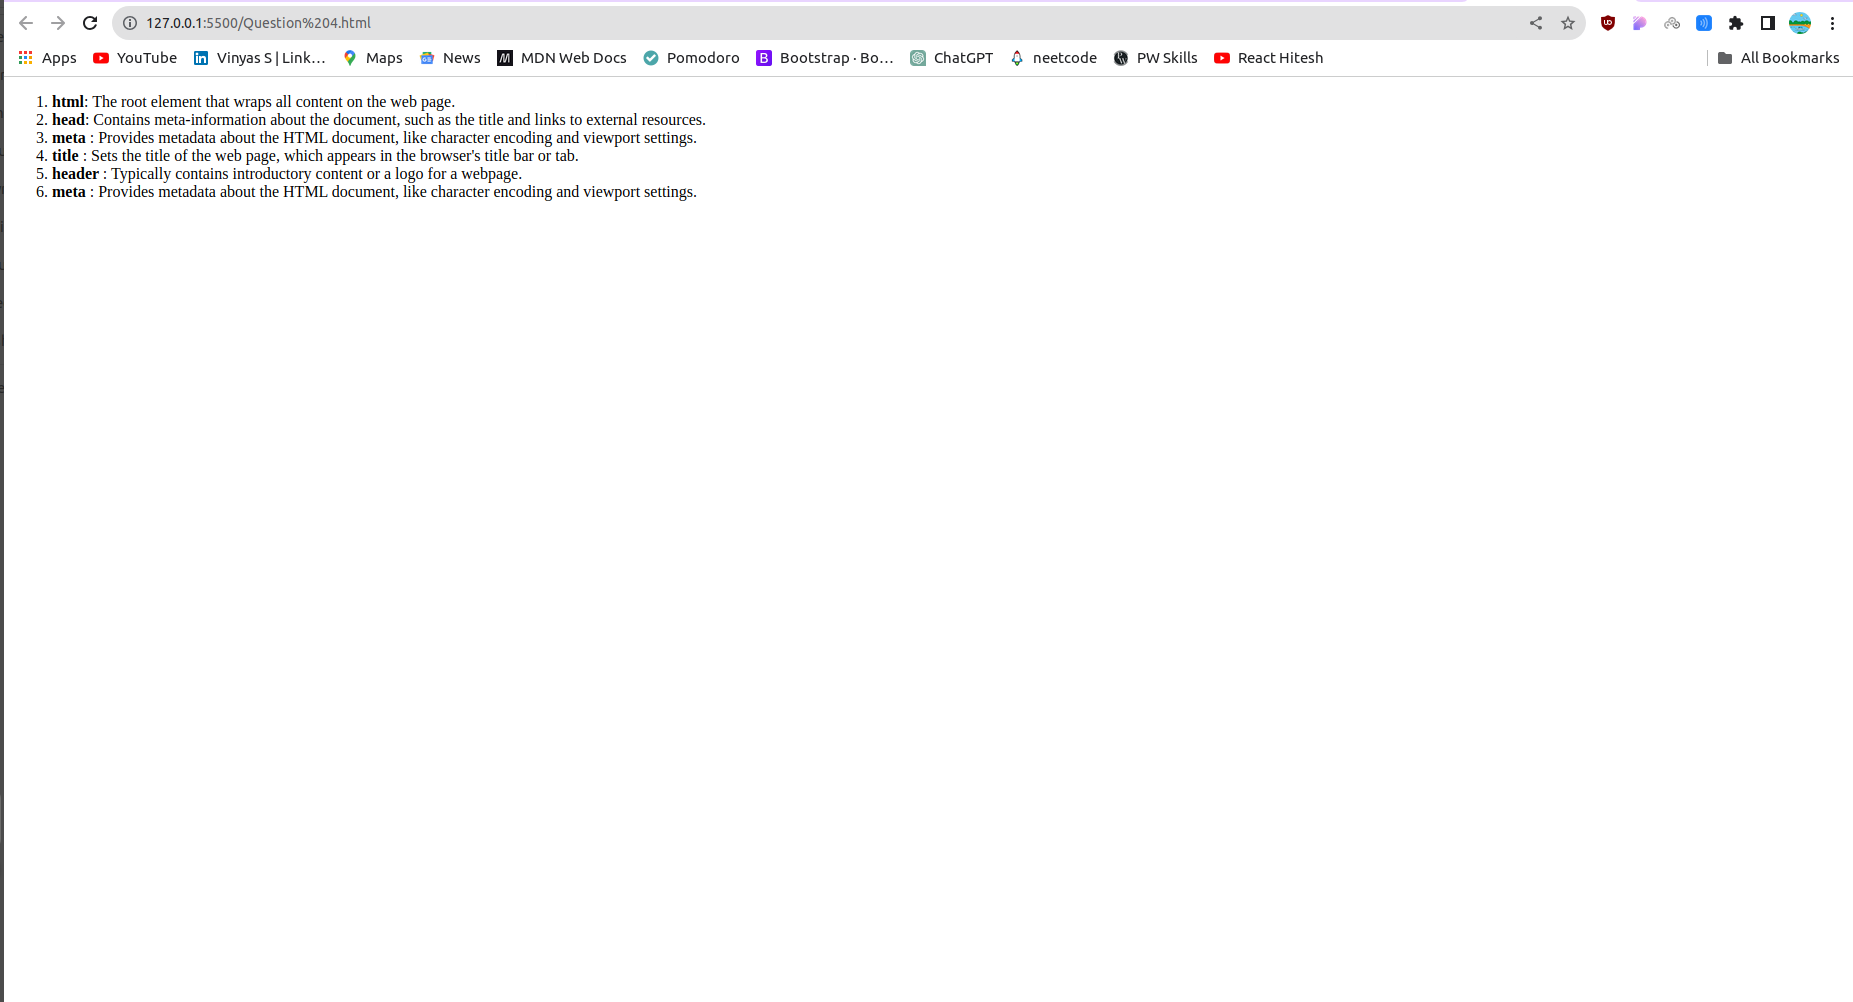 127.0.0.1:5500/Question%204.html
Apps YouTube Vinyas S | Link… Maps News MDN Web Docs Pomodoro Bootstrap · Bo… ChatGPT neetcode PW Skills React Hitesh All Bookmarks
1. html: The root element that wraps all content on the web page.
2. head: Contains meta-information about the document, such as the title and links to external resources.
3. meta : Provides metadata about the HTML document, like character encoding and viewport settings.
4. title : Sets the title of the web page, which appears in the browser's title bar or tab.
5. header : Typically contains introductory content or a logo for a webpage.
6. meta : Provides metadata about the HTML document, like character encoding and viewport settings.